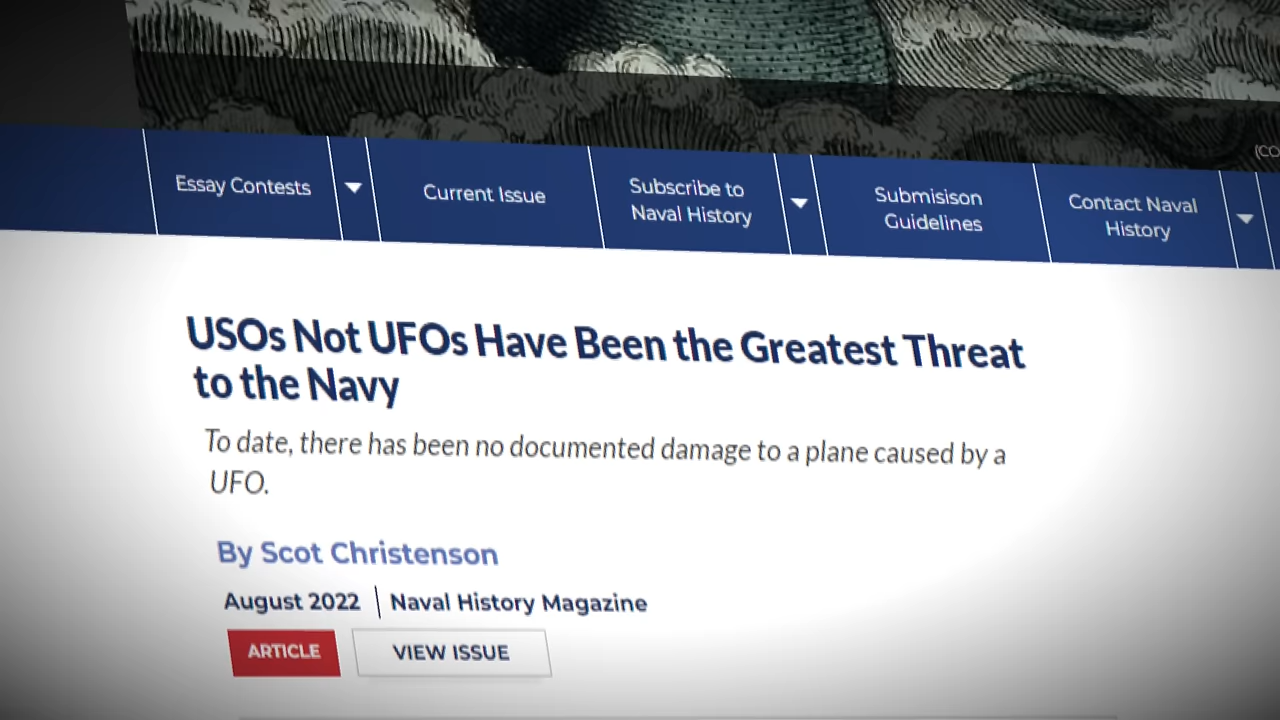 (CO
Essay Contests
Current Issue
Subscribe to
Naval History
Submisison
Guidelines
Contact Naval
History
USOs Not UFOs Have Been the Greatest Threat
to the Navy
To date, there has been no documented damage to a plane caused by a
UFO.
By Scot Christenson
August 2022 | Naval History Magazine
ARTICLE
VIEW ISSUE